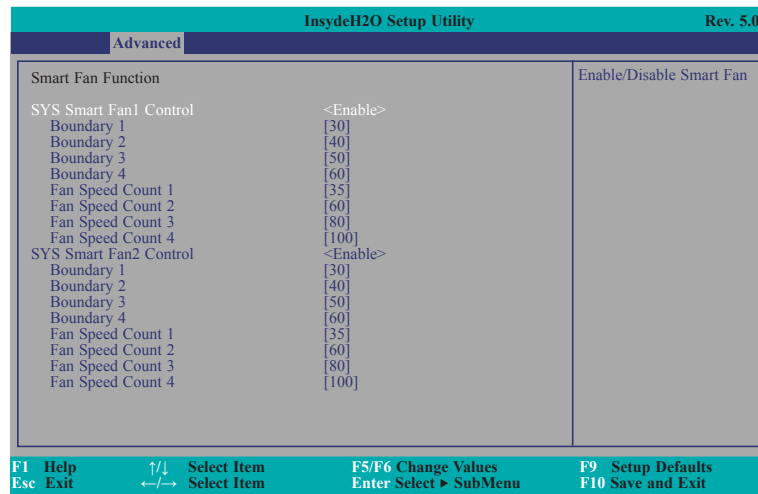 InsydeH2O Setup Utility Rev. 5.0
Advanced
Smart Fan Function
Enable/Disable Smart Fan
SYS Smart Fan1 Control <Enable>
Boundary 1 [30]
Boundary 2 [40]
Boundary 3 [50]
Boundary 4 [60]
Fan Speed Count 1 [35]
Fan Speed Count 2 [60]
Fan Speed Count 3 [80]
Fan Speed Count 4 [100]
SYS Smart Fan2 Control <Enable>
Boundary 1 [30]
Boundary 2 [40]
Boundary 3 [50]
Boundary 4 [60]
Fan Speed Count 1 [35]
Fan Speed Count 2 [60]
Fan Speed Count 3 [80]
Fan Speed Count 4 [100]
F1 Help ↑/↓ Select Item F5/F6 Change Values F9 Setup Defaults
Esc Exit ←/→ Select Item Enter Select ▶ SubMenu F10 Save and Exit